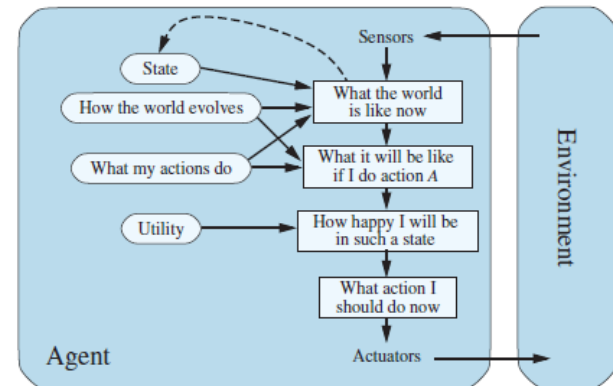 Sensors
State
What the world
is like now
How the world evolves
What it will be like
if I do action A
What my actions do
How happy I will be
in such a state
Utility
What action I
should do now
Agent
Actuators
Environment